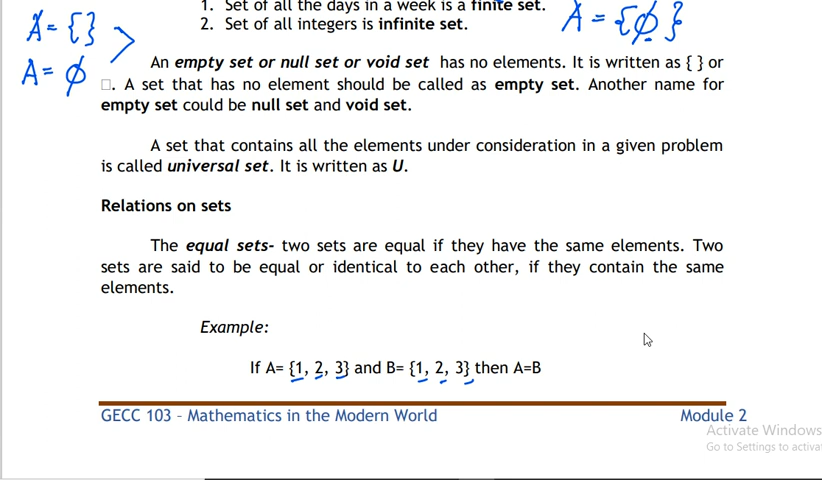 1. Set of all the days in a week is a finite set.
2. Set of all integers is infinite set.
A = { }
A = ∅
A = {∅}
An empty set or null set or void set has no elements. It is written as { } or
□. A set that has no element should be called as empty set. Another name for
empty set could be null set and void set.
A set that contains all the elements under consideration in a given problem
is called universal set. It is written as U.
Relations on sets
The equal sets- two sets are equal if they have the same elements. Two
sets are said to be equal or identical to each other, if they contain the same
elements.
Example:
If A= {1, 2, 3} and B= {1, 2, 3} then A=B
GECC 103 – Mathematics in the Modern World Module 2
Activate Windows
Go to Settings to activa